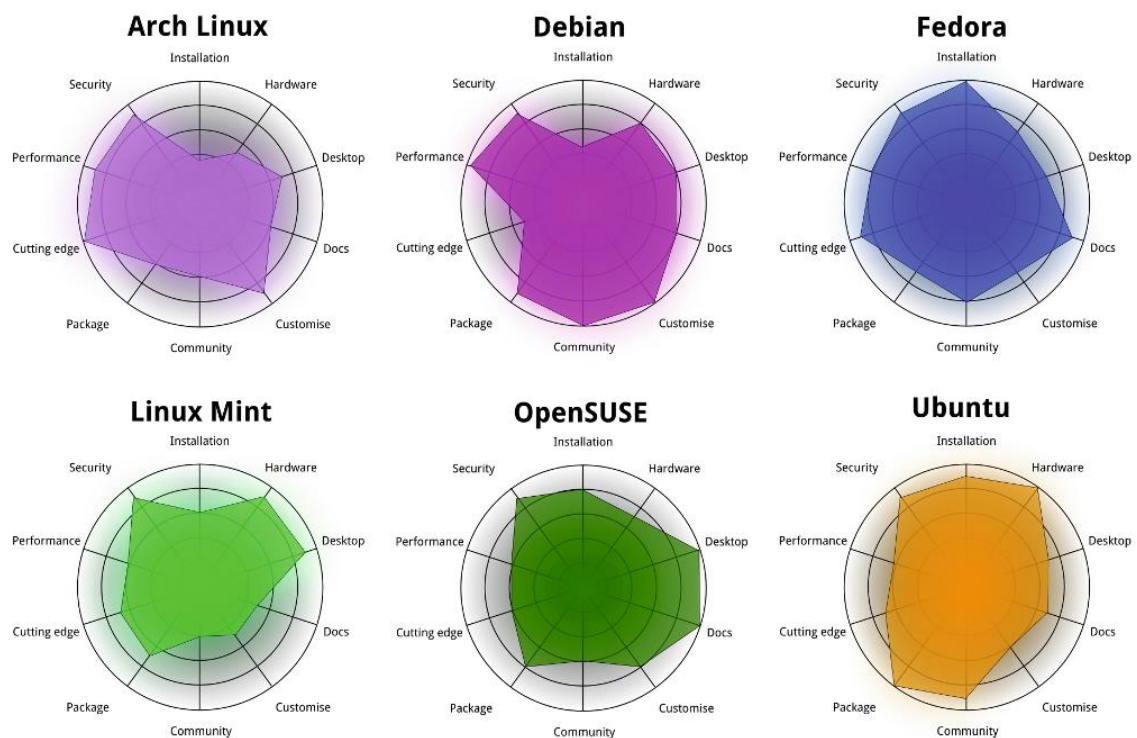 Arch Linux
Installation
Security
Hardware
Performance
Desktop
Cutting edge
Docs
Package
Customise
Community
Debian
Installation
Security
Hardware
Performance
Desktop
Cutting edge
Docs
Package
Customise
Community
Fedora
Installation
Security
Hardware
Performance
Desktop
Cutting edge
Docs
Package
Customise
Community
Linux Mint
Installation
Security
Hardware
Performance
Desktop
Cutting edge
Docs
Package
Customise
Community
OpenSUSE
Installation
Security
Hardware
Performance
Desktop
Cutting edge
Docs
Package
Customise
Community
Ubuntu
Installation
Security
Hardware
Performance
Desktop
Cutting edge
Docs
Package
Customise
Community